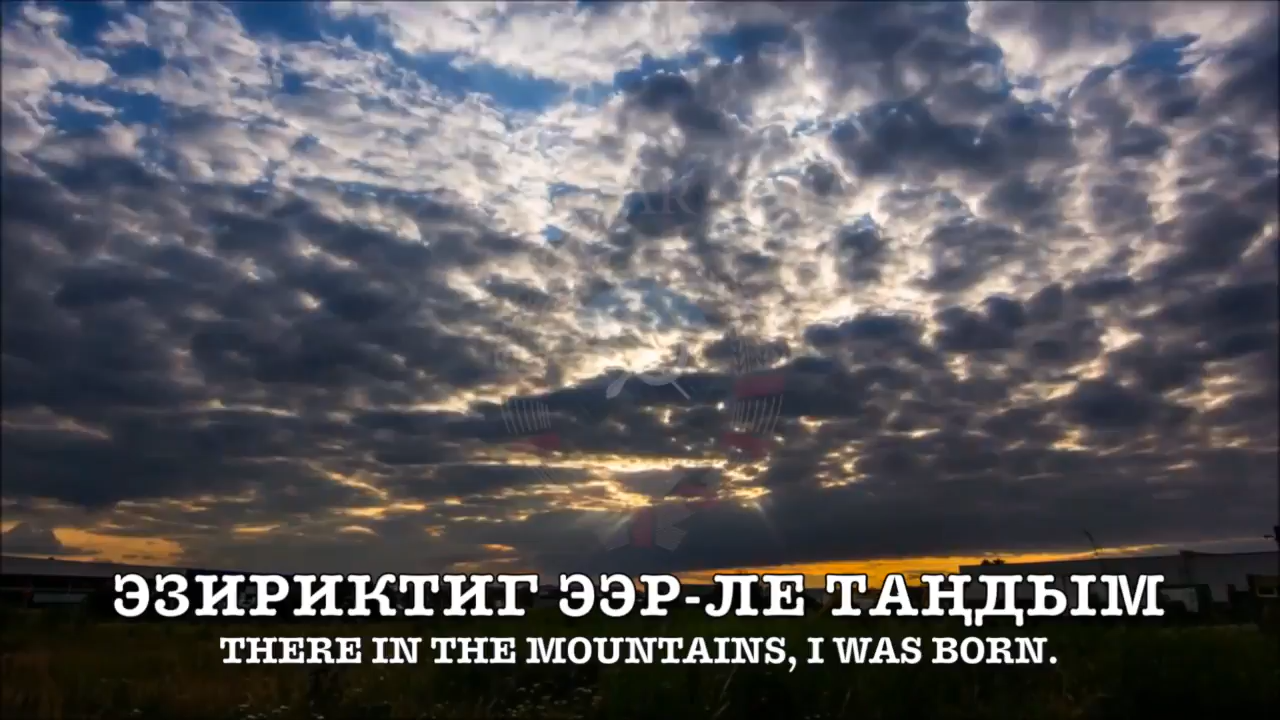 ЭЗИРИКТИГ ЭЭР-ЛЕ ТАҢДЫМ
THERE IN THE MOUNTAINS, I WAS BORN.